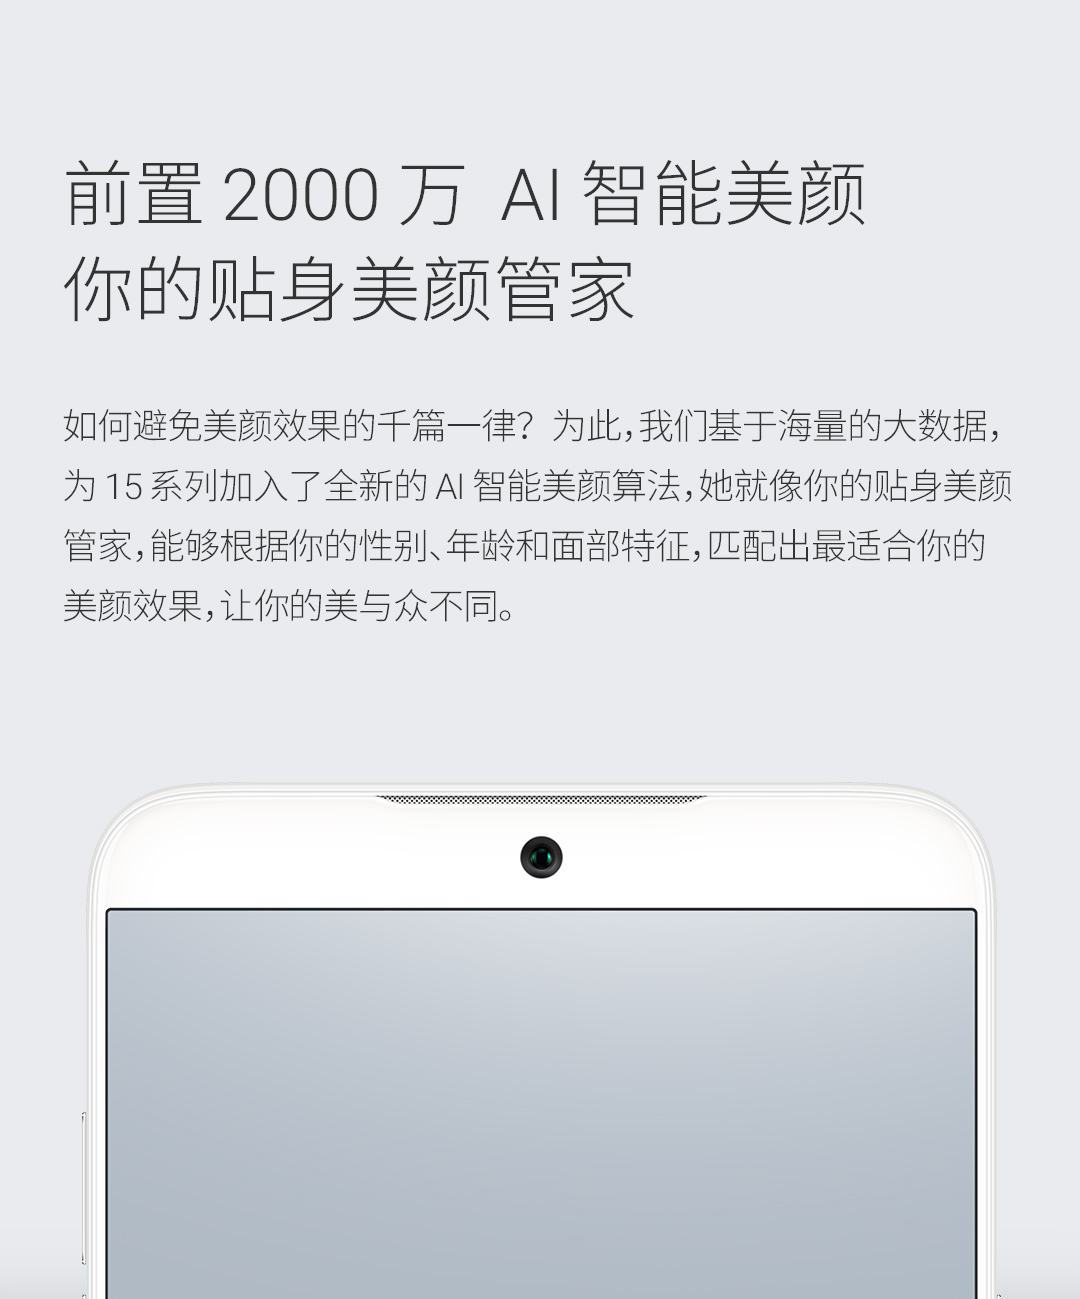 前置 2000 万 AI 智能美颜
你的贴身美颜管家
如何避免美颜效果的千篇一律？为此，我们基于海量的大数据，
为 15 系列加入了全新的 AI 智能美颜算法，她就像你的贴身美颜
管家，能够根据你的性别、年龄和面部特征，匹配出最适合你的
美颜效果，让你的美与众不同。